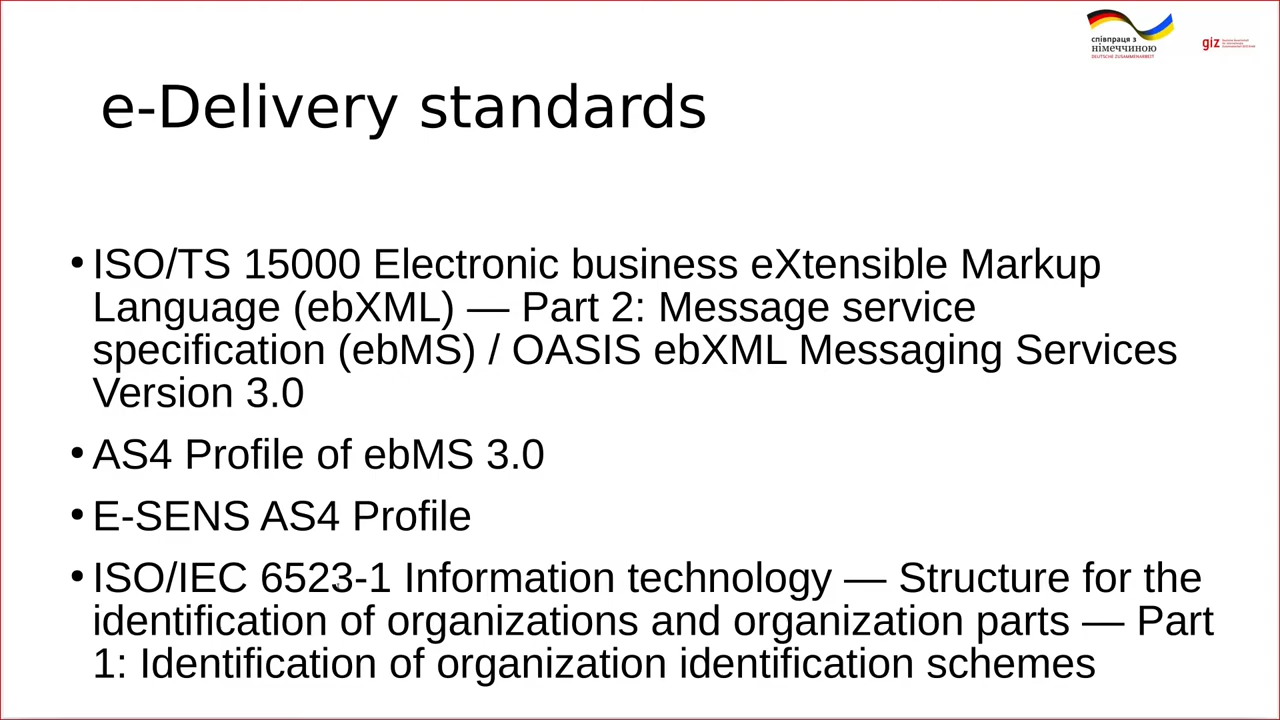 співпраця з
німеччиною
DEUTSCHE ZUSAMMENARBEIT
giz
e-Delivery standards
• ISO/TS 15000 Electronic business eXtensible Markup
Language (ebXML) — Part 2: Message service
specification (ebMS) / OASIS ebXML Messaging Services
Version 3.0
• AS4 Profile of ebMS 3.0
• E-SENS AS4 Profile
• ISO/IEC 6523-1 Information technology — Structure for the
identification of organizations and organization parts — Part
1: Identification of organization identification schemes